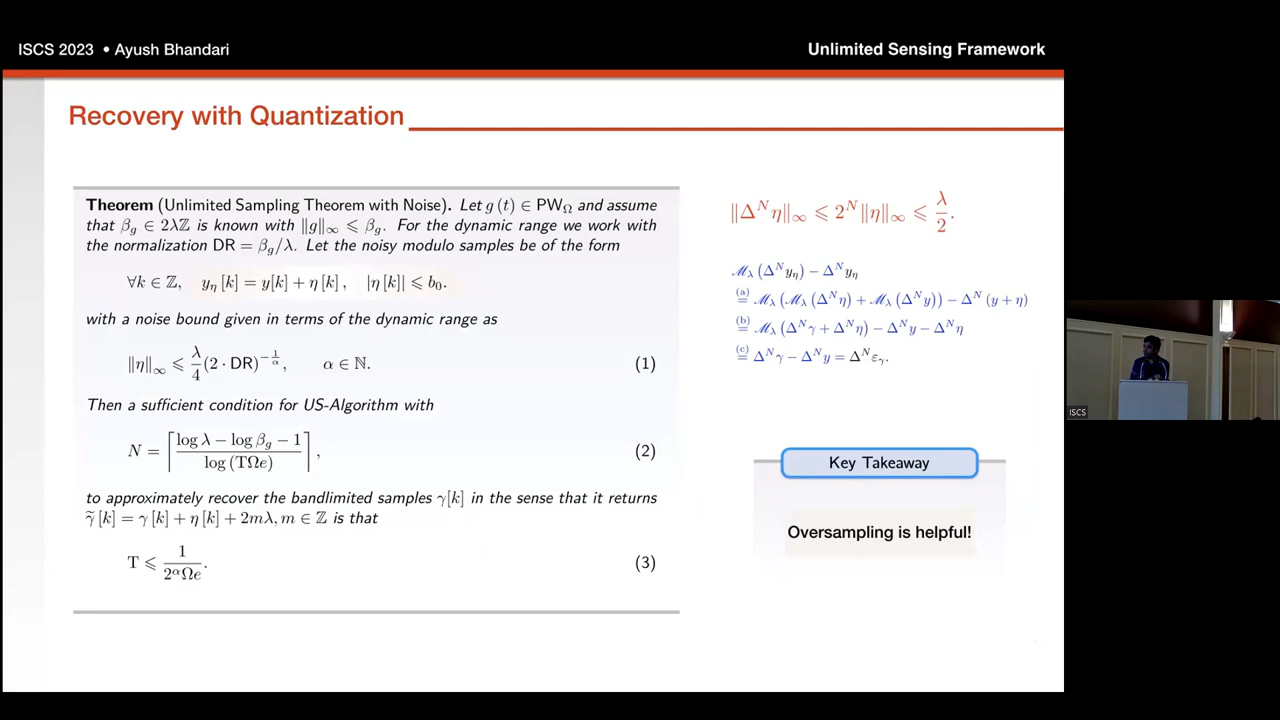 ISCS 2023 • Ayush Bhandari
Unlimited Sensing Framework
Recovery with Quantization
Theorem (Unlimited Sampling Theorem with Noise). Let g (t) ∈ PW_Ω and assume
that β_g ∈ 2λℤ is known with ‖g‖_∞ ⩽ β_g. For the dynamic range we work with
the normalization DR = β_g/λ. Let the noisy modulo samples be of the form
∀k ∈ ℤ, y_η [k] = y[k] + η [k] , |η [k]| ⩽ b_0.
with a noise bound given in terms of the dynamic range as
‖η‖_∞ ⩽ λ/4 (2 · DR)^{-1/α}, α ∈ ℕ. (1)
Then a sufficient condition for US-Algorithm with
N = ⌈(log λ − log β_g − 1)/(log (TΩe))⌉, (2)
to approximately recover the bandlimited samples γ[k] in the sense that it returns
γ̃ [k] = γ [k] + η [k] + 2mλ, m ∈ ℤ is that
T ⩽ 1/(2^α Ωe). (3)
‖Δ^N η‖_∞ ⩽ 2^N ‖η‖_∞ ⩽ λ/2.
ℳ_λ (Δ^N y_η) − Δ^N y_η
(a)= ℳ_λ (ℳ_λ (Δ^N η) + ℳ_λ (Δ^N y)) − Δ^N (y + η)
(b)= ℳ_λ (Δ^N γ + Δ^N η) − Δ^N y − Δ^N η
(c)= Δ^N γ − Δ^N y = Δ^N ε_γ.
Key Takeaway
Oversampling is helpful!
ISCS